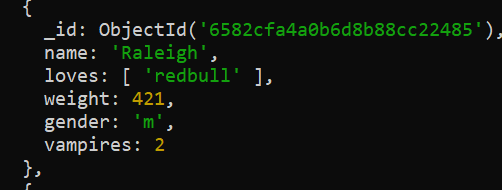 {
_id: ObjectId('6582cfa4a0b6d8b88cc22485'),
name: 'Raleigh',
loves: [ 'redbull' ],
weight: 421,
gender: 'm',
vampires: 2
},
{